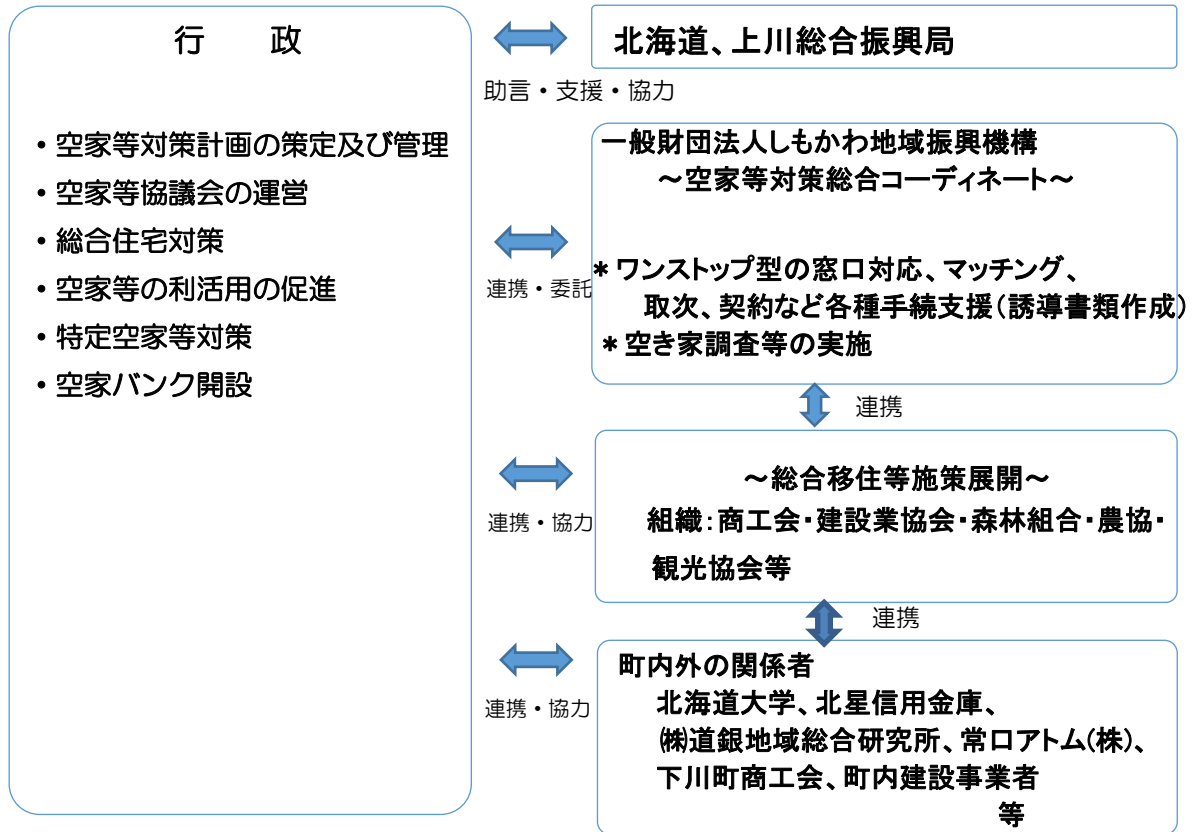 行　　政
・空家等対策計画の策定及び管理
・空家等協議会の運営
・総合住宅対策
・空家等の利活用の促進
・特定空家等対策
・空家バンク開設
北海道、上川総合振興局
助言・支援・協力
一般財団法人しもかわ地域振興機構
～空家等対策総合コーディネート～
連携・委託
＊ワンストップ型の窓口対応、マッチング、
取次、契約など各種手続支援（誘導書類作成）
＊空き家調査等の実施
連携
～総合移住等施策展開～
連携・協力
組織：商工会・建設業協会・森林組合・農協・
観光協会等
連携
町内外の関係者
連携・協力
北海道大学、北星信用金庫、
㈱道銀地域総合研究所、常口アトム(株)、
下川町商工会、町内建設事業者
等